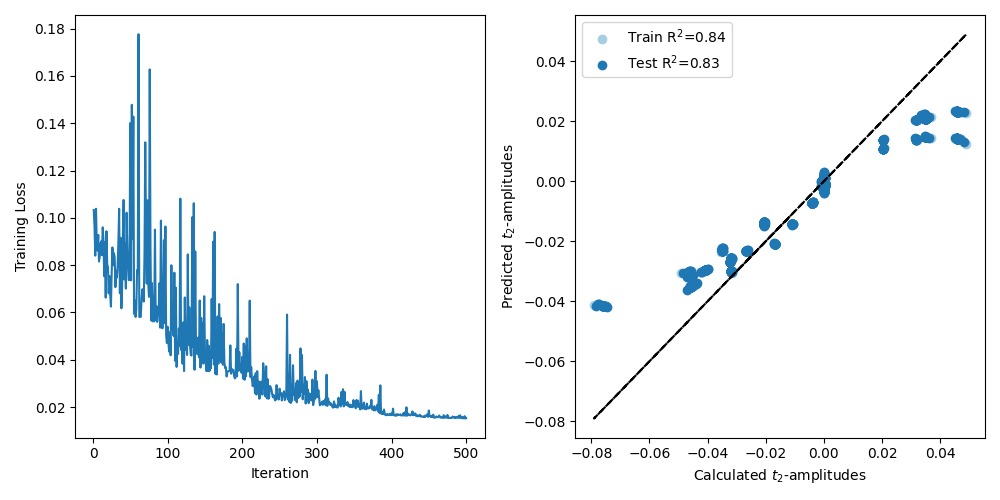 0.18
0.16
0.14
0.12
0.10
0.08
0.06
0.04
0.02
Training Loss
0 100 200 300 400 500
Iteration
Train R²=0.84
Test R²=0.83
0.04
0.02
0.00
−0.02
−0.04
−0.06
−0.08
Predicted t₂-amplitudes
−0.08 −0.06 −0.04 −0.02 0.00 0.02 0.04
Calculated t₂-amplitudes